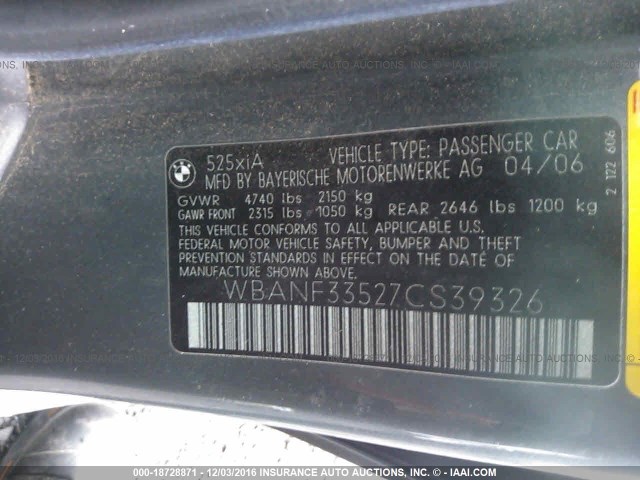 BMW
525xiA VEHICLE TYPE: PASSENGER CAR
MFD BY BAYERISCHE MOTORENWERKE AG 04/06
GVWR 4740 lbs 2150 kg
GAWR FRONT 2315 lbs 1050 kg REAR 2646 lbs 1200 kg
THIS VEHICLE CONFORMS TO ALL APPLICABLE U.S.
FEDERAL MOTOR VEHICLE SAFETY, BUMPER AND THEFT
PREVENTION STANDARDS IN EFFECT ON THE DATE OF
MANUFACTURE SHOWN ABOVE.
WBANF33527CS39326
2 122 606
000-18728871 - 12/03/2016 - INSURANCE AUTO AUCTIONS, INC. - © - IAAI.COM